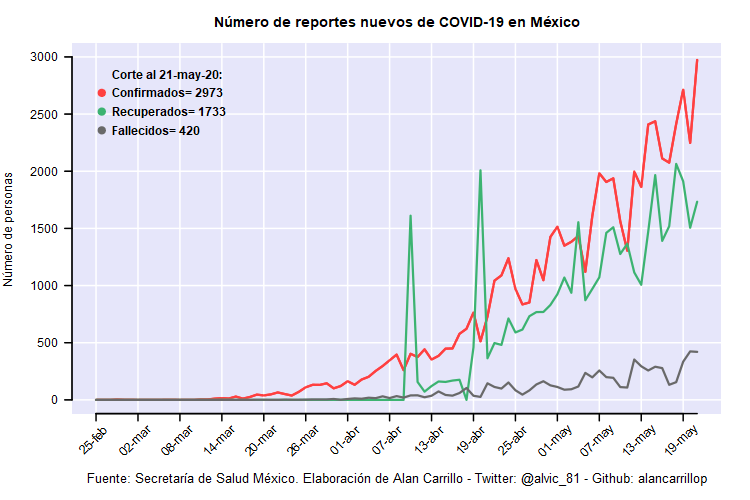 Número de reportes nuevos de COVID-19 en México
Corte al 21-may-20:
Confirmados= 2973
Recuperados= 1733
Fallecidos= 420
Número de personas
3000
2500
2000
1500
1000
500
0
25-feb
02-mar
08-mar
14-mar
20-mar
26-mar
01-abr
07-abr
13-abr
19-abr
25-abr
01-may
07-may
13-may
19-may
Fuente: Secretaría de Salud México. Elaboración de Alan Carrillo - Twitter: @alvic_81 - Github: alancarrillop